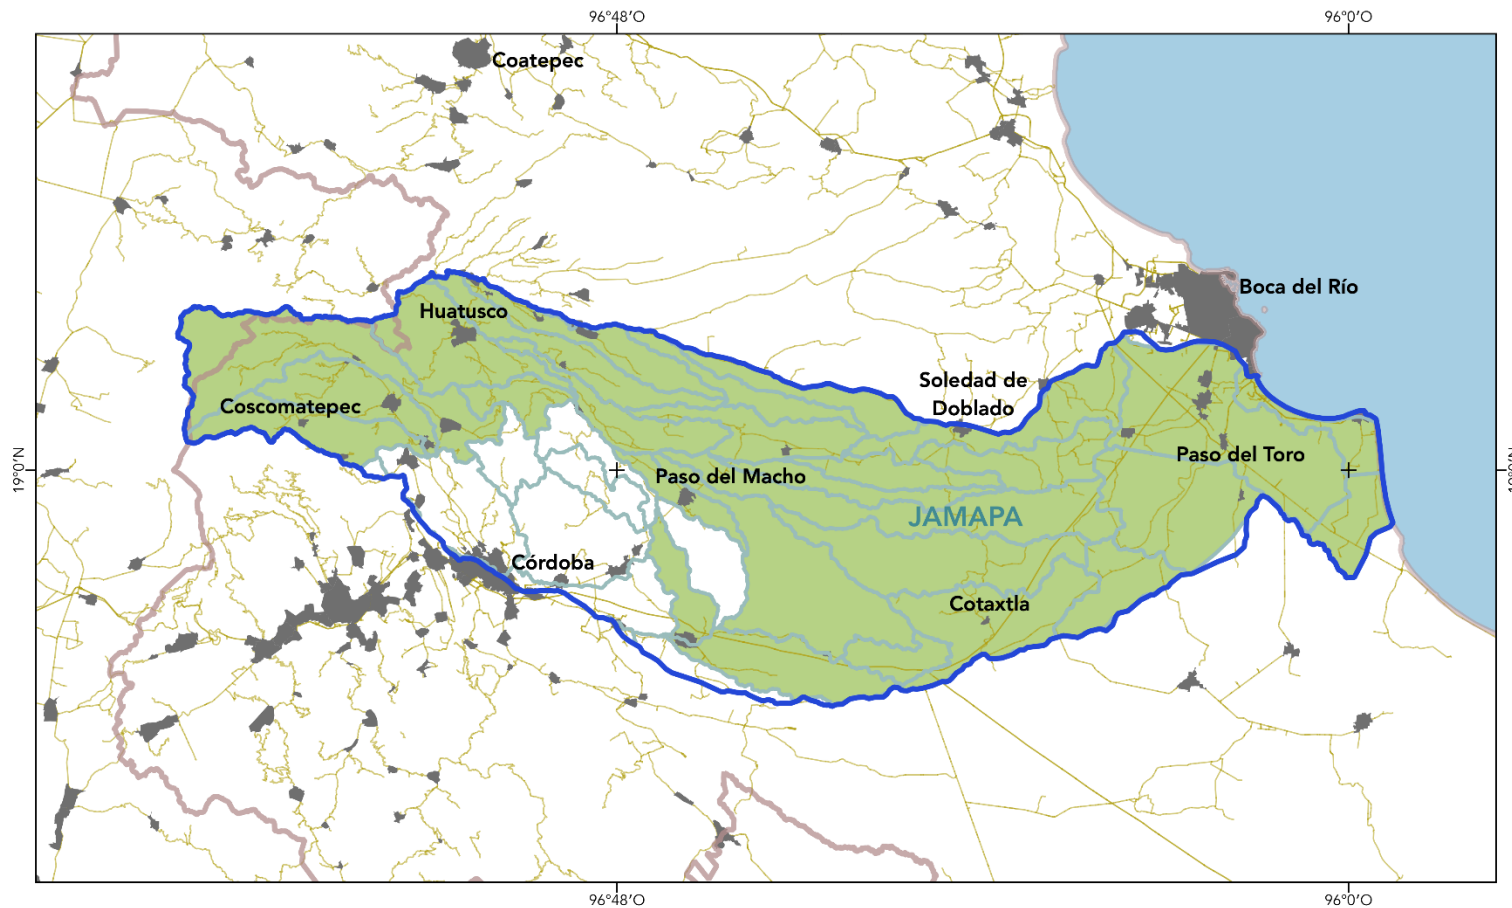 96°48'O
96°0'O
Coatepec
Boca del Río
Huatusco
Soledad de
Doblado
Coscomatepec
Paso del Toro
19°0'N
Paso del Macho
JAMAPA
Córdoba
Cotaxtla
96°48'O
96°0'O